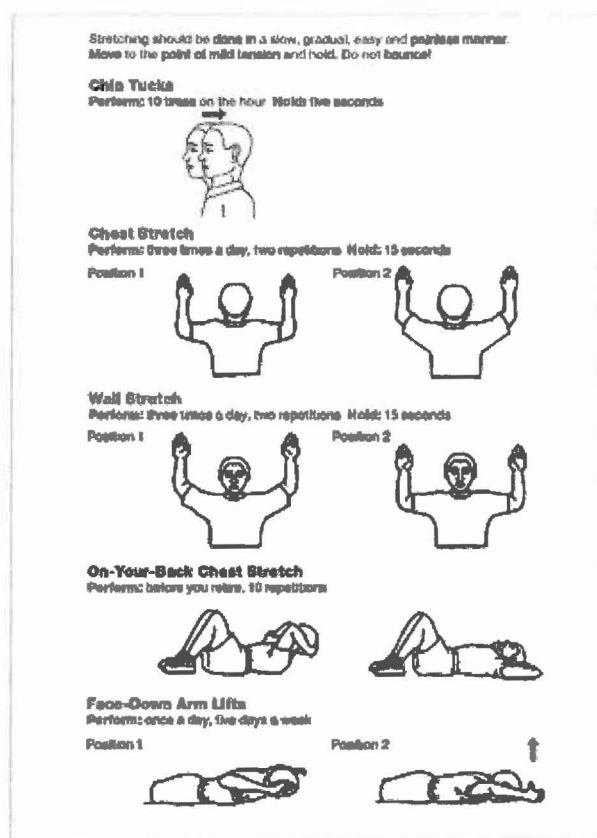 Stretching should be done in a slow, gradual, easy and painless manner.
Move to the point of mild tension and hold. Do not bounce!
Chin Tucks
Perform: 10 times on the hour Hold: five seconds
Chest Stretch
Perform: three times a day, two repetitions Hold: 15 seconds
Position 1
Position 2
Wall Stretch
Perform: three times a day, two repetitions Hold: 15 seconds
Position 1
Position 2
On-Your-Back Chest Stretch
Perform: before you retire, 10 repetitions
Face-Down Arm Lifts
Perform: once a day, five days a week
Position 1
Position 2